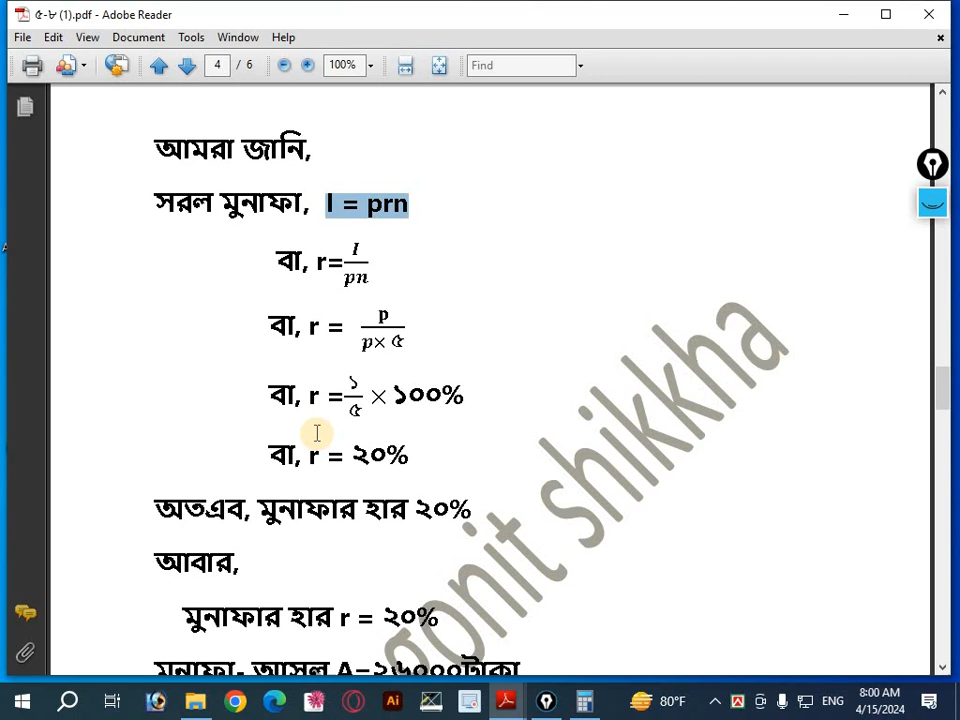 ৫-৮ (1).pdf - Adobe Reader
File Edit View Document Tools Window Help
4 / 6 100% Find
আমরা জানি,
সরল মুনাফা, I = prn
বা, r=I/pn
বা, r = p/p× ৫
বা, r =১/৫ × ১০০%
বা, r = ২০%
অতএব, মুনাফার হার ২০%
আবার,
মুনাফার হার r = ২০%
মুনাফা- আসল A=২৬০০০টাকা
gonit shikkha
80°F ENG 8:00 AM
4/15/2024